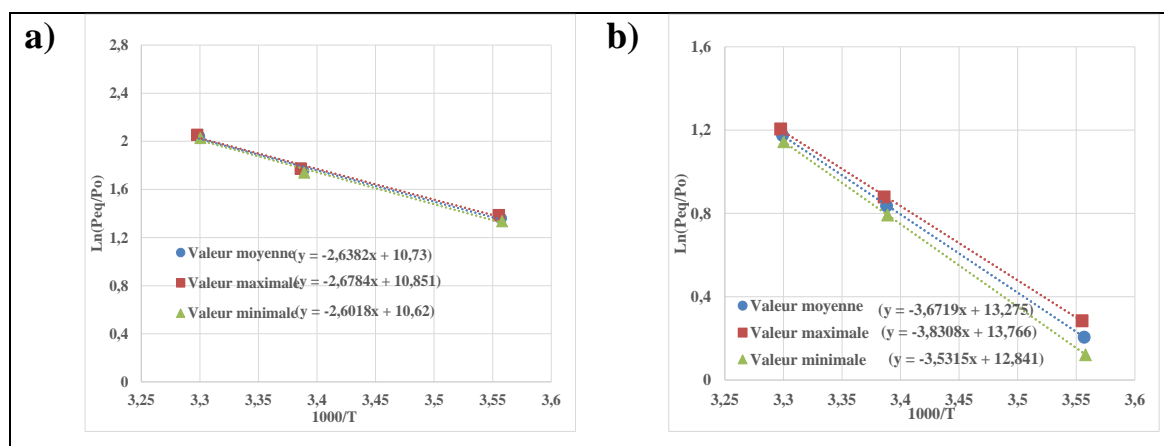 a)
Ln(Peq/Po)
2,8
2,4
2
1,6
1,2
0,8
0,4
0
Valeur moyenne (y = -2,6382x + 10,73)
Valeur maximale (y = -2,6784x + 10,851)
Valeur minimale (y = -2,6018x + 10,62)
3,25 3,3 3,35 3,4 3,45 3,5 3,55 3,6
1000/T
b)
Ln(Peq/Po)
1,6
1,2
0,8
0,4
0
Valeur moyenne (y = -3,6719x + 13,275)
Valeur maximale (y = -3,8308x + 13,766)
Valeur minimale (y = -3,5315x + 12,841)
3,25 3,3 3,35 3,4 3,45 3,5 3,55 3,6
1000/T